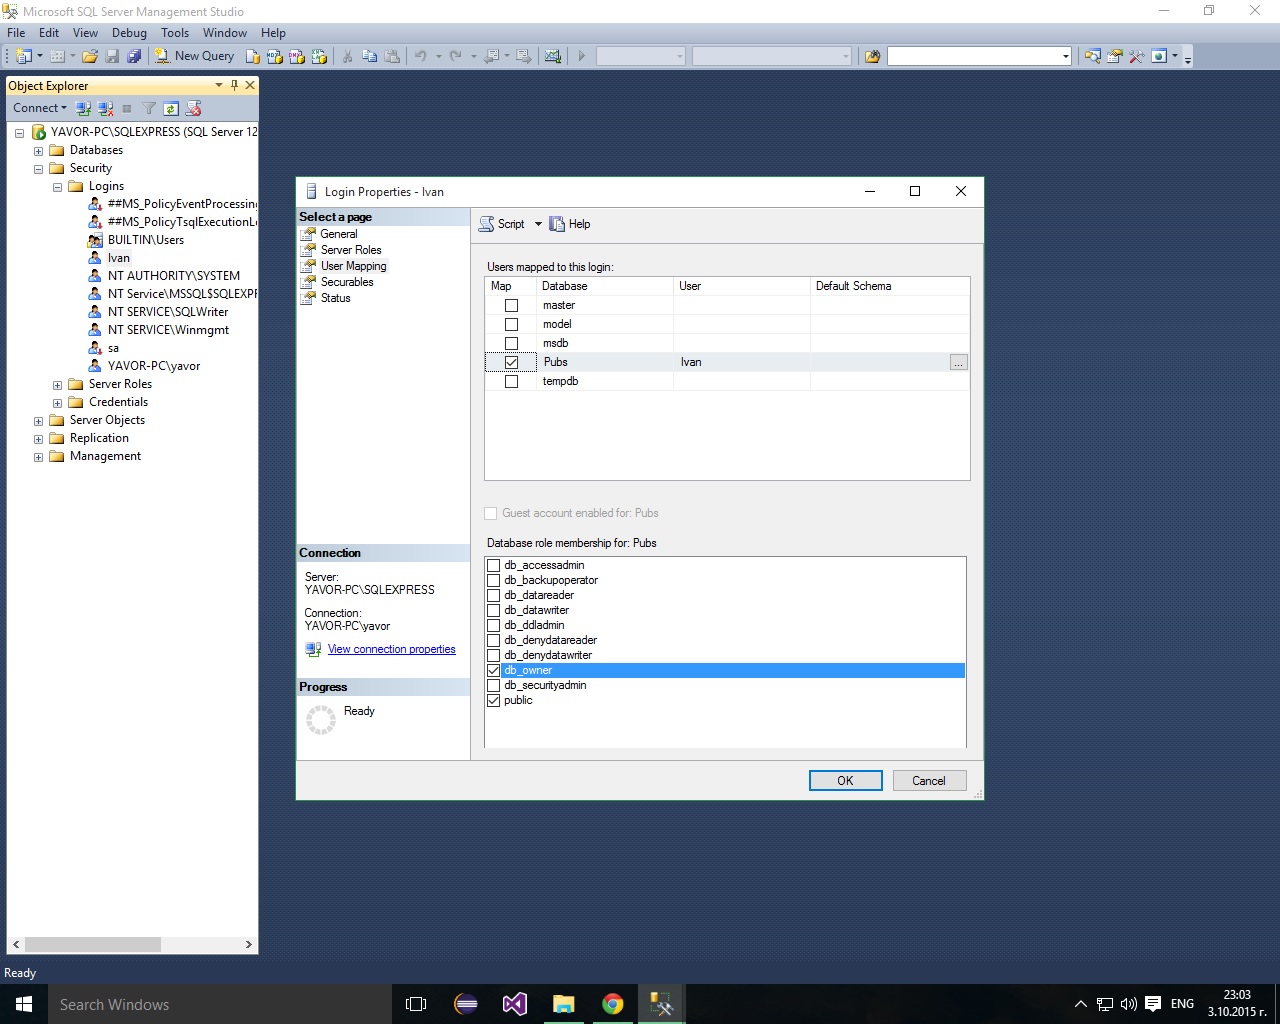 Microsoft SQL Server Management Studio
File Edit View Debug Tools Window Help
New Query
Object Explorer
Connect
YAVOR-PC\SQLEXPRESS (SQL Server 12
Databases
Security
Logins
##MS_PolicyEventProcessing
##MS_PolicyTsqlExecutionLo
BUILTIN\Users
Ivan
NT AUTHORITY\SYSTEM
NT Service\MSSQL$SQLEXPR
NT SERVICE\SQLWriter
NT SERVICE\Winmgmt
sa
YAVOR-PC\yavor
Server Roles
Credentials
Server Objects
Replication
Management
Login Properties - Ivan
Select a page
General
Server Roles
User Mapping
Securables
Status
Connection
Server:
YAVOR-PC\SQLEXPRESS
Connection:
YAVOR-PC\yavor
View connection properties
Progress
Ready
Script Help
Users mapped to this login:
Map Database User Default Schema
master
model
msdb
Pubs Ivan ...
tempdb
Guest account enabled for: Pubs
Database role membership for: Pubs
db_accessadmin
db_backupoperator
db_datareader
db_datawriter
db_ddladmin
db_denydatareader
db_denydatawriter
db_owner
db_securityadmin
public
OK Cancel
Ready
Search Windows
ENG
23:03
3.10.2015 г.